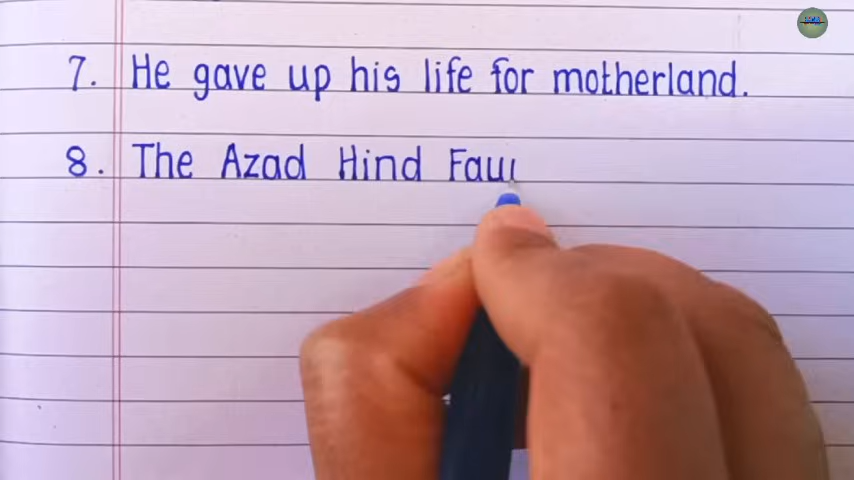 7. He gave up his life for motherland.
8. The Azad Hind Fau